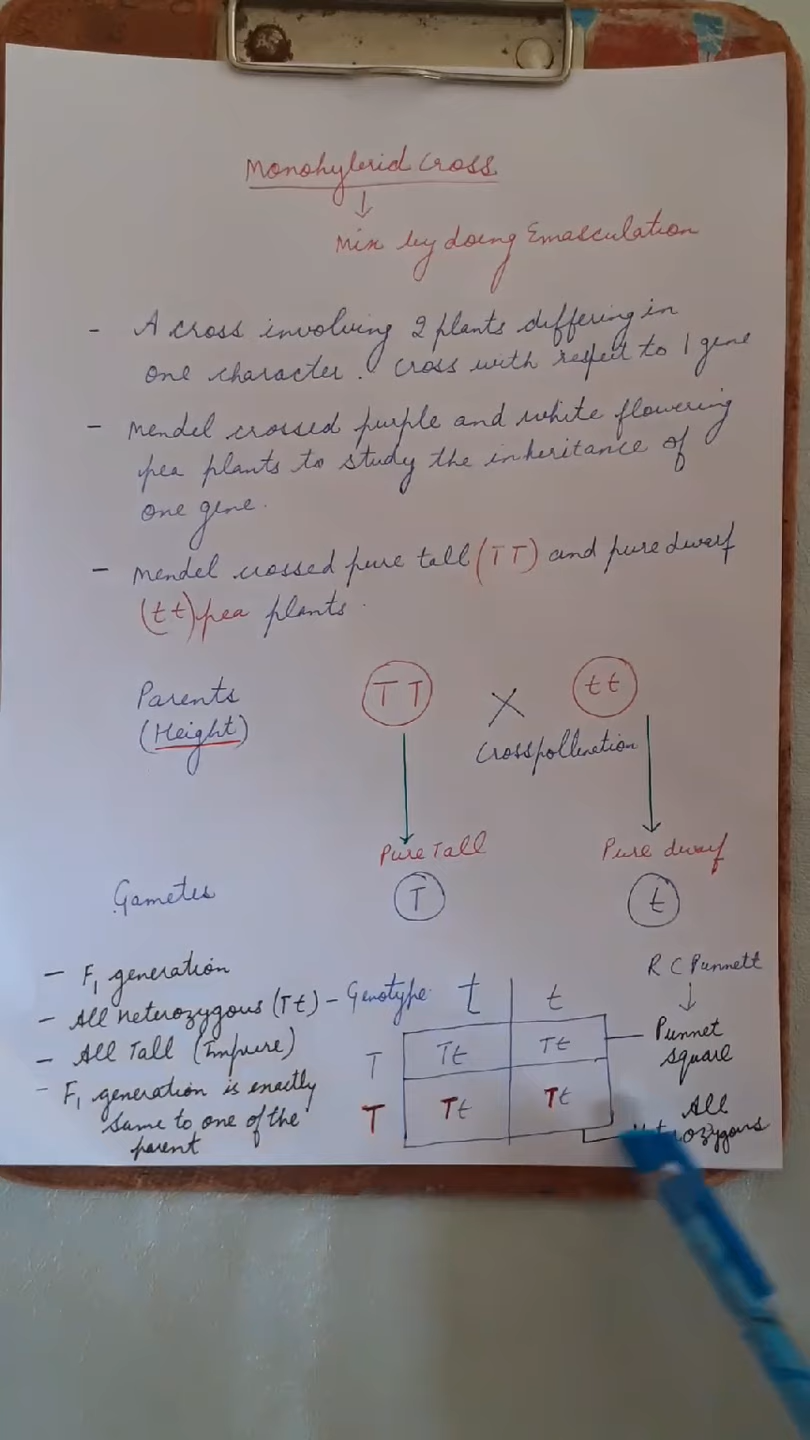 Monohybrid Cross
↓
Mix by doing Emasculation
- A cross involving 2 plants differing in
one character. Cross with respect to 1 gene
- Mendel crossed purple and white flowering
pea plants to study the inheritance of
one gene.
- Mendel crossed pure tall (TT) and pure dwarf
(tt) pea plants.
Parents
(Height)
TT
×
tt
Crosspollenation
Pure Tall
Pure dwarf
Gametes
T
t
- F₁ generation
- All heterozygous (Tt) - Genotype
- All Tall (Impure)
- F₁ generation is exactly
same to one of the
parent
t
t
T
Tt
Tt
T
Tt
Tt
R C Punnett
↓
Punnet
square
All